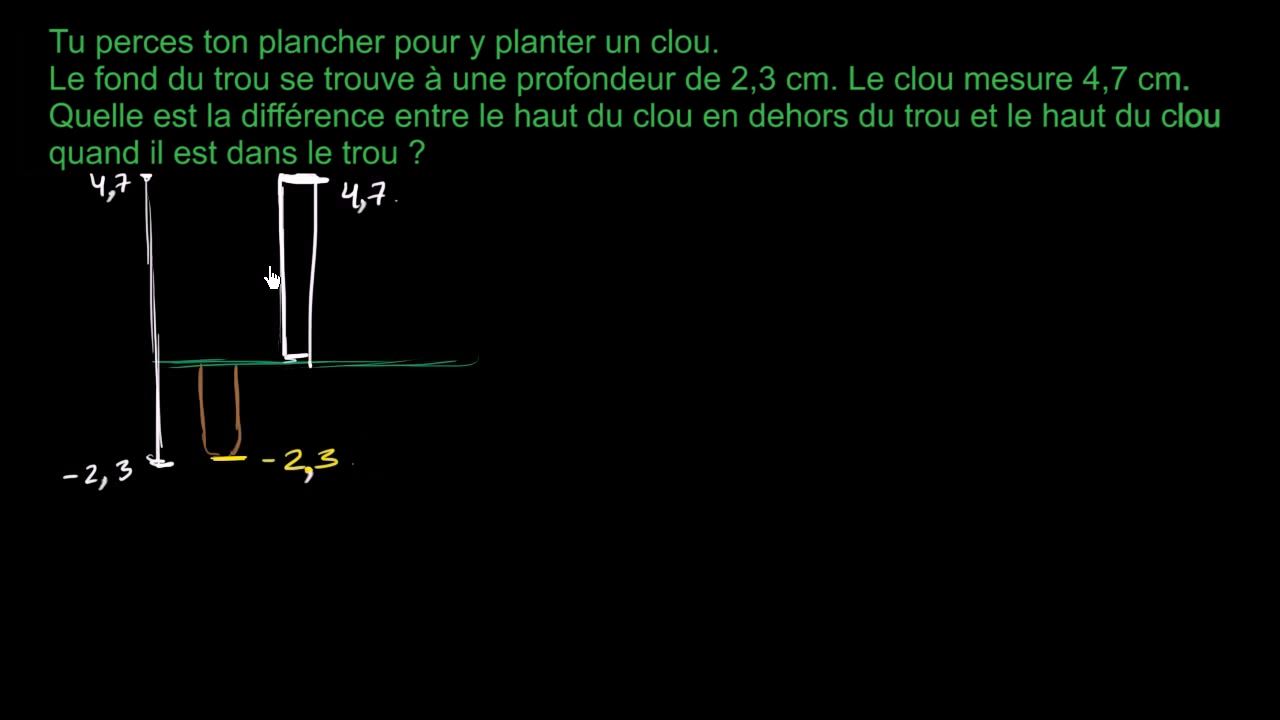 Tu perces ton plancher pour y planter un clou.
Le fond du trou se trouve à une profondeur de 2,3 cm. Le clou mesure 4,7 cm.
Quelle est la différence entre le haut du clou en dehors du trou et le haut du clou
quand il est dans le trou ?
4,7
4,7
-2,3
-2,3